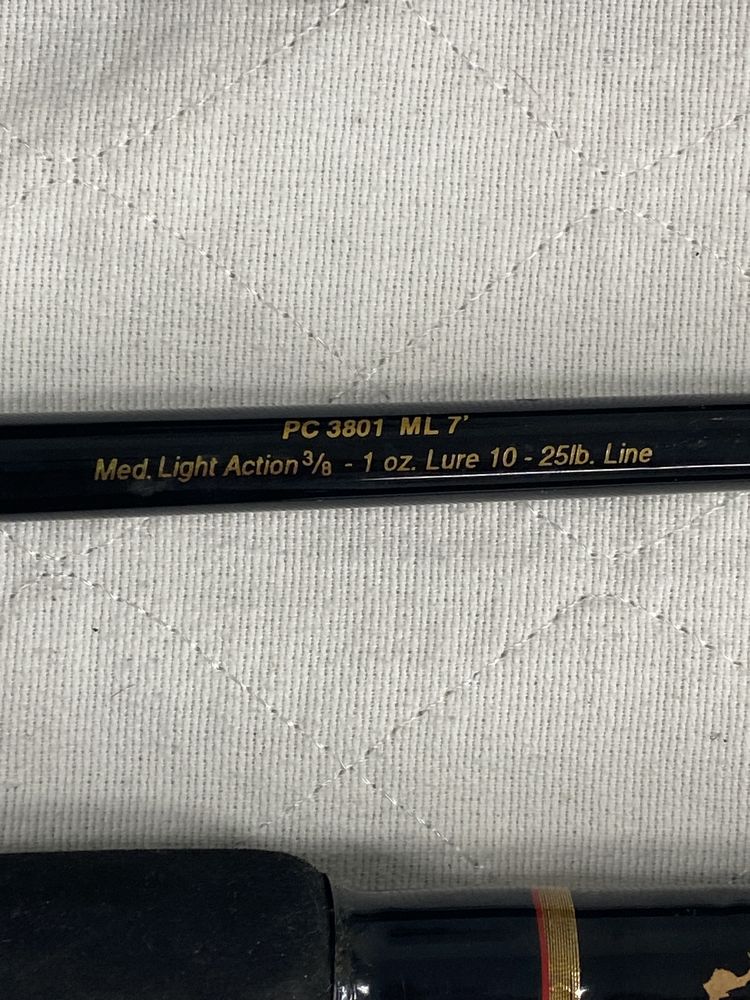 PC 3801 ML 7'
Med. Light Action 3/8 - 1 oz. Lure 10 - 25lb. Line